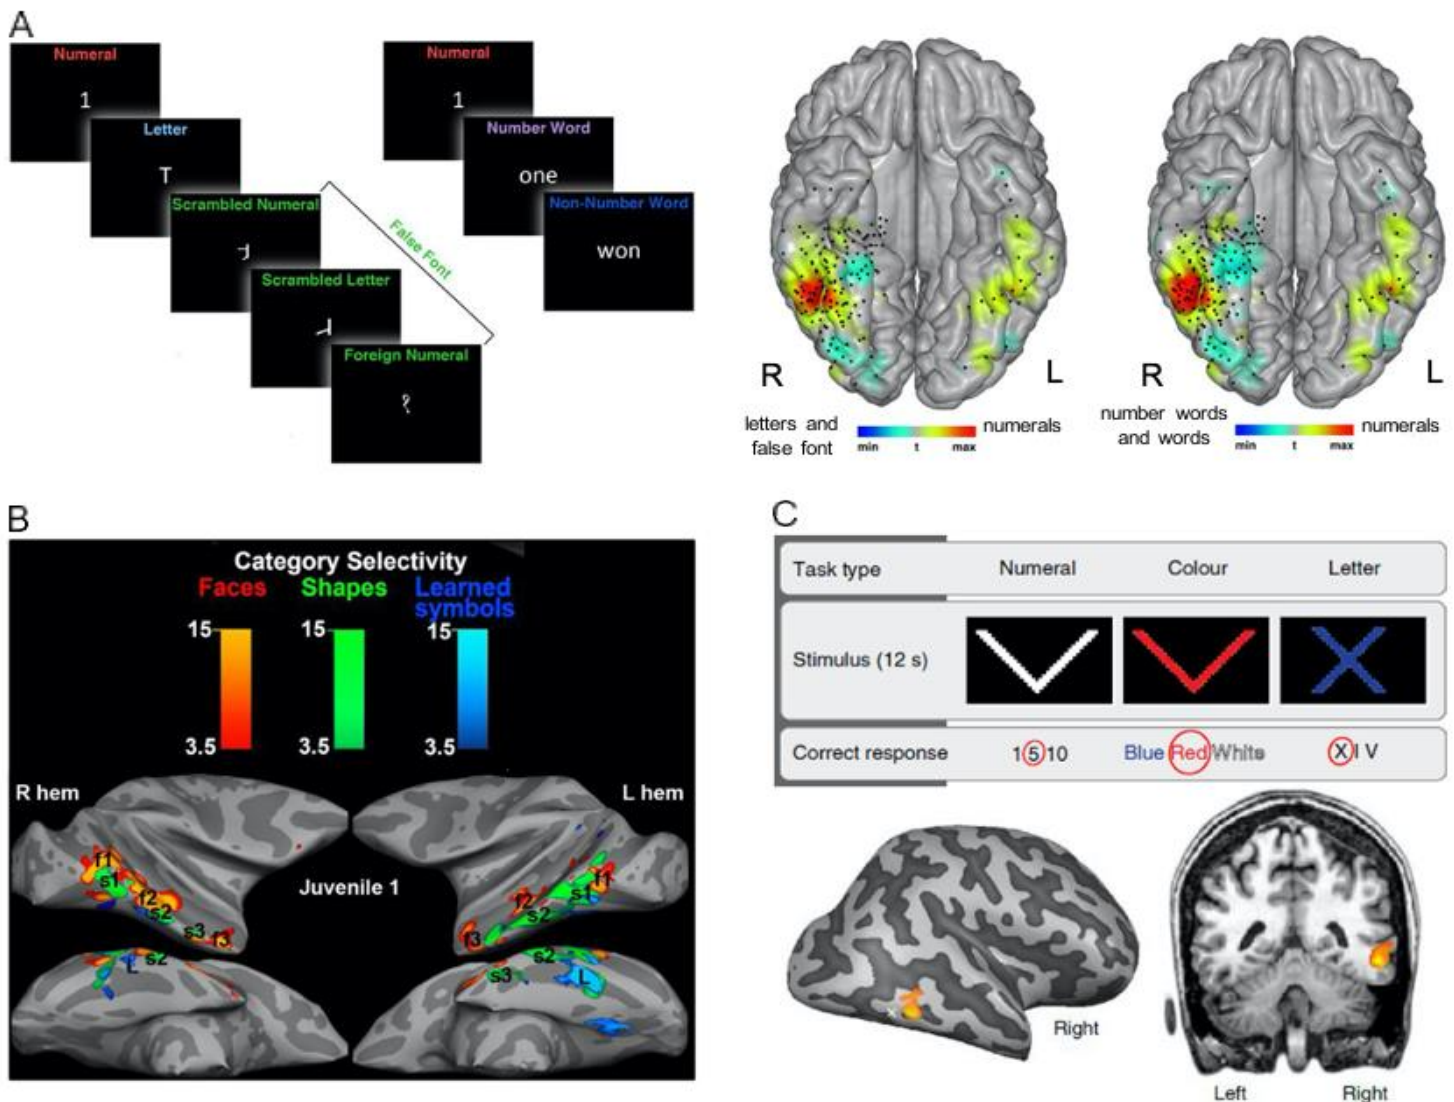 A
Numeral
1
Letter
T
Scrambled Numeral
Scrambled Letter
Foreign Numeral
False Font
Numeral
1
Number Word
one
Non-Number Word
won
R
L
letters and
false font
min
t
max
numerals
R
L
number words
and words
min
t
max
numerals
B
Category Selectivity
Faces
Shapes
Learned
symbols
15
15
15
3.5
3.5
3.5
R hem
L hem
Juvenile 1
f1
s1
f2
s2
s3
f3
f1
s1
f2
s2
f3
L
s2
s2
s3
L
C
Task type Numeral Colour Letter
Stimulus (12 s) V V X
Correct response 1 5 10 Blue Red White X I V
Right
Left Right